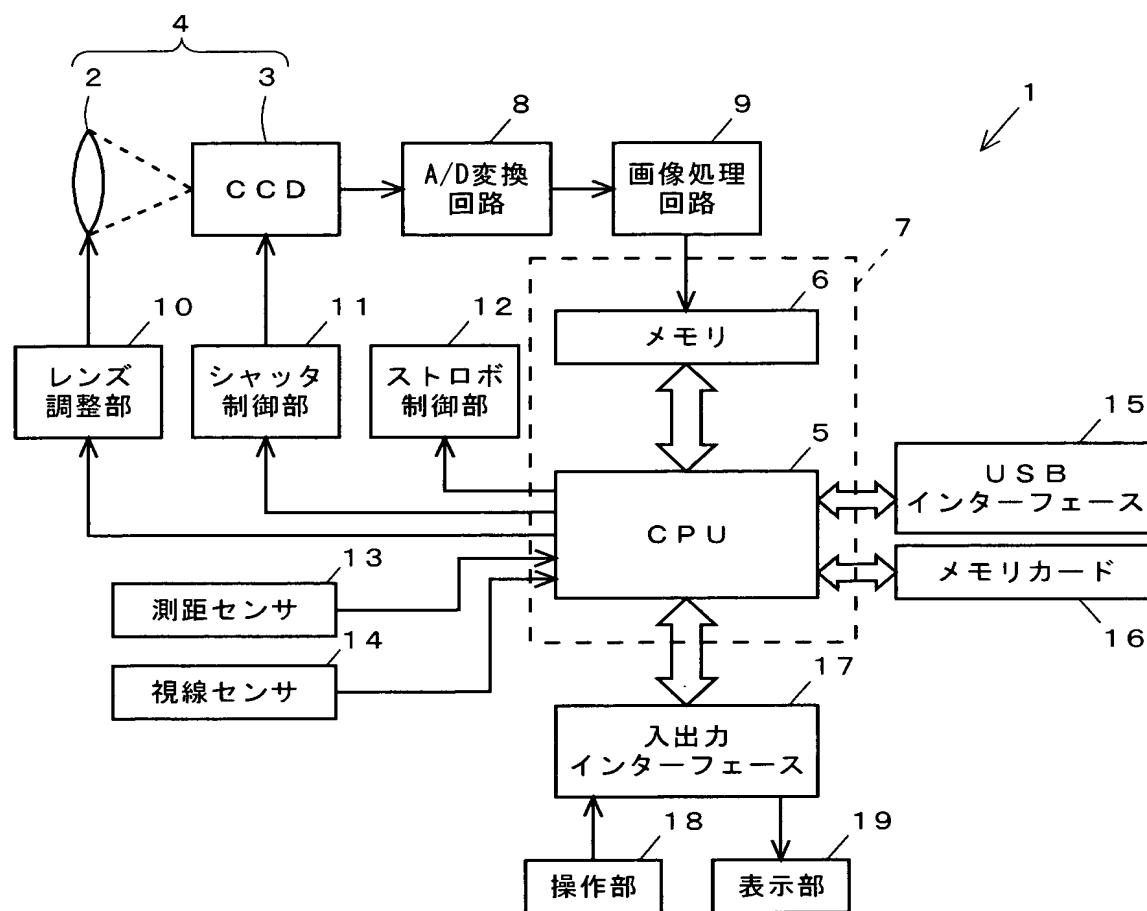 ４
２
３
８
９
１
ＣＣＤ
A/D変換
回路
画像処理
回路
７
６
メモリ
１０
１１
１２
レンズ
調整部
シャッタ
制御部
ストロボ
制御部
５
ＣＰＵ
１５
ＵＳＢ
インターフェース
メモリカード
１６
１３
測距センサ
１４
視線センサ
１７
入出力
インターフェース
１８
１９
操作部
表示部